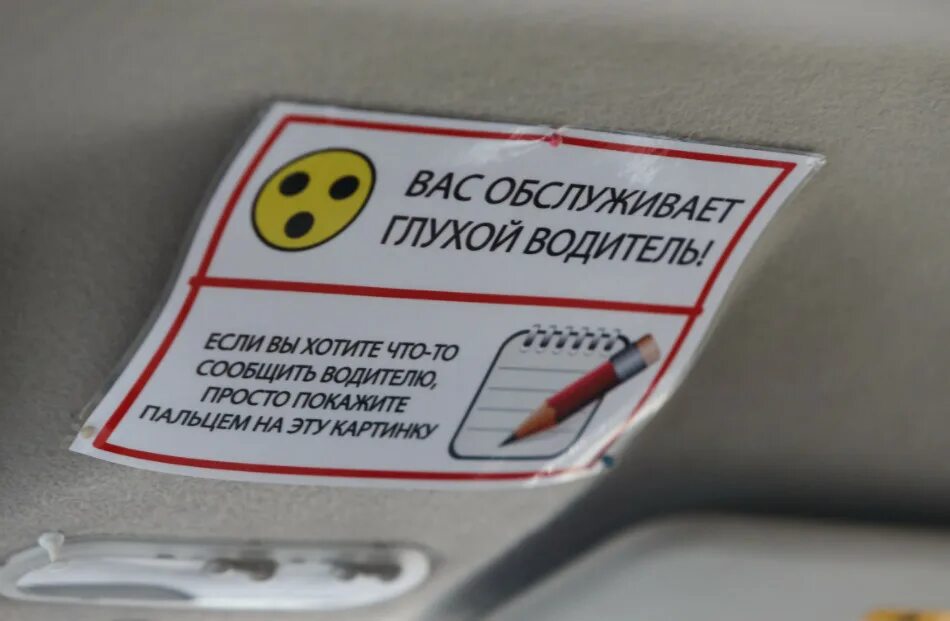 ВАС ОБСЛУЖИВАЕТ
ГЛУХОЙ ВОДИТЕЛЬ!
ЕСЛИ ВЫ ХОТИТЕ ЧТО-ТО
СООБЩИТЬ ВОДИТЕЛЮ,
ПРОСТО ПОКАЖИТЕ
ПАЛЬЦЕМ НА ЭТУ КАРТИНКУ